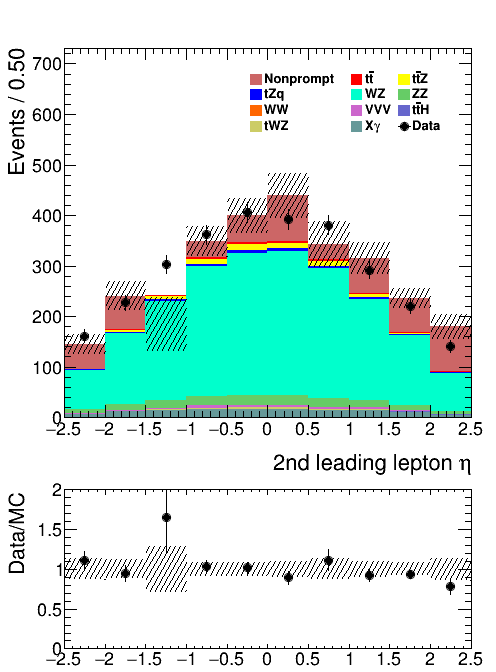 Events / 0.50
700
600
500
400
300
200
100
0
Nonprompt tt̄ tt̄Z
tZq WZ ZZ
WW VVV tt̄H
tWZ Xγ Data
−2.5 −2 −1.5 −1 −0.5 0 0.5 1 1.5 2 2.5
2nd leading lepton η
Data/MC
2
1.5
1
0.5
0
−2.5 −2 −1.5 −1 −0.5 0 0.5 1 1.5 2 2.5